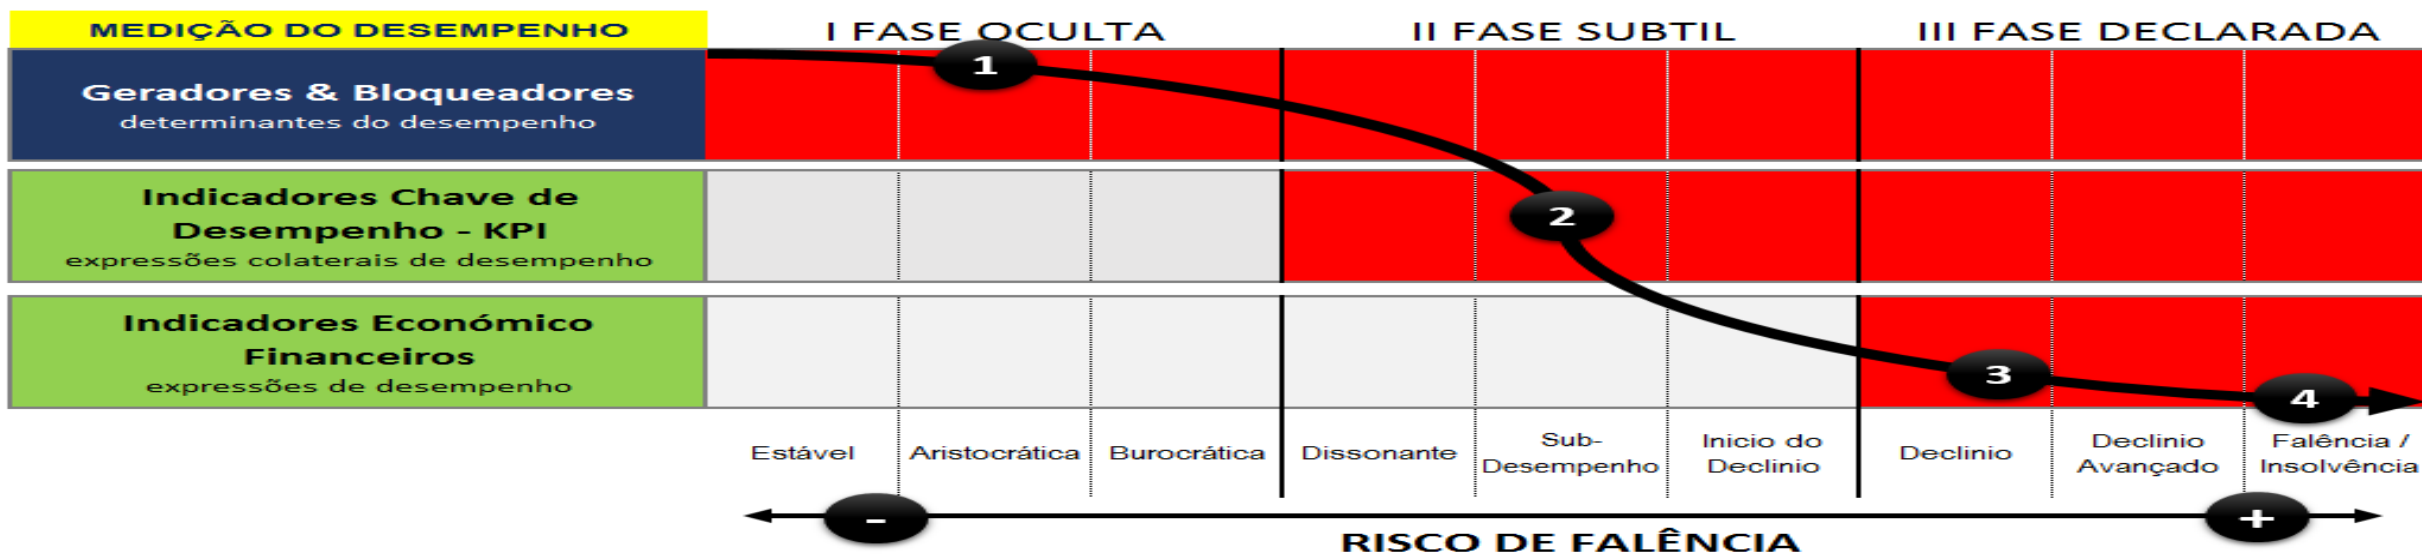 MEDIÇÃO DO DESEMPENHO
I FASE OCULTA
II FASE SUBTIL
III FASE DECLARADA
Geradores & Bloqueadores
determinantes do desempenho
1
Indicadores Chave de
Desempenho - KPI
expressões colaterais de desempenho
2
Indicadores Económico
Financeiros
expressões de desempenho
3
4
Estável
Aristocrática
Burocrática
Dissonante
Sub-
Desempenho
Inicio do
Declinio
Declinio
Declinio
Avançado
Falência /
Insolvência
-
+
RISCO DE FALÊNCIA